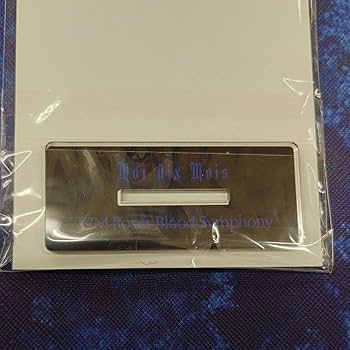 Moi dix Mois
Rose Blood Symphony